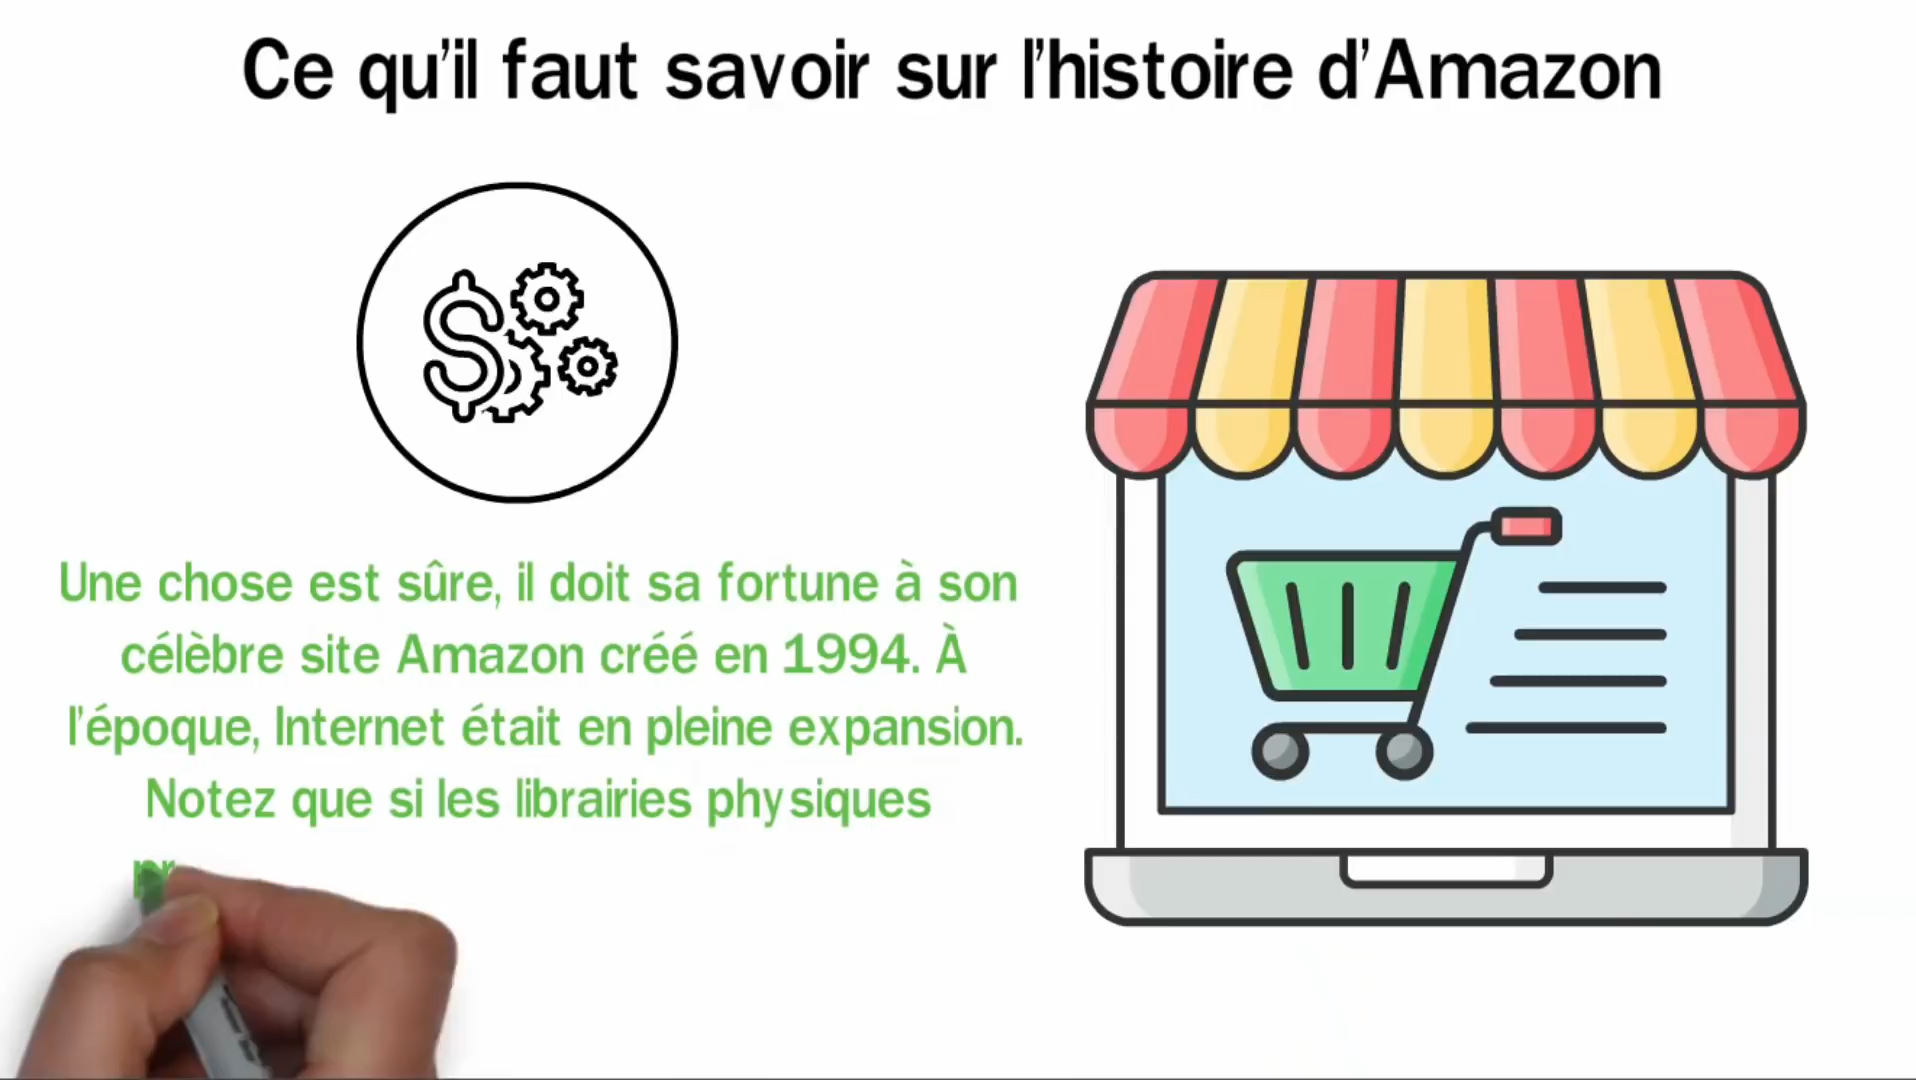 Ce qu'il faut savoir sur l'histoire d'Amazon
Une chose est sûre, il doit sa fortune à son
célèbre site Amazon créé en 1994. À
l'époque, Internet était en pleine expansion.
Notez que si les librairies physiques
pr